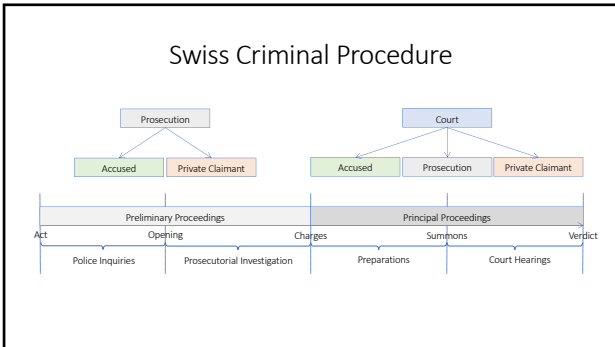 Swiss Criminal Procedure
Prosecution
Court
Accused
Private Claimant
Accused
Prosecution
Private Claimant
Preliminary Proceedings
Principal Proceedings
Act
Opening
Charges
Summons
Verdict
Police Inquiries
Prosecutorial Investigation
Preparations
Court Hearings